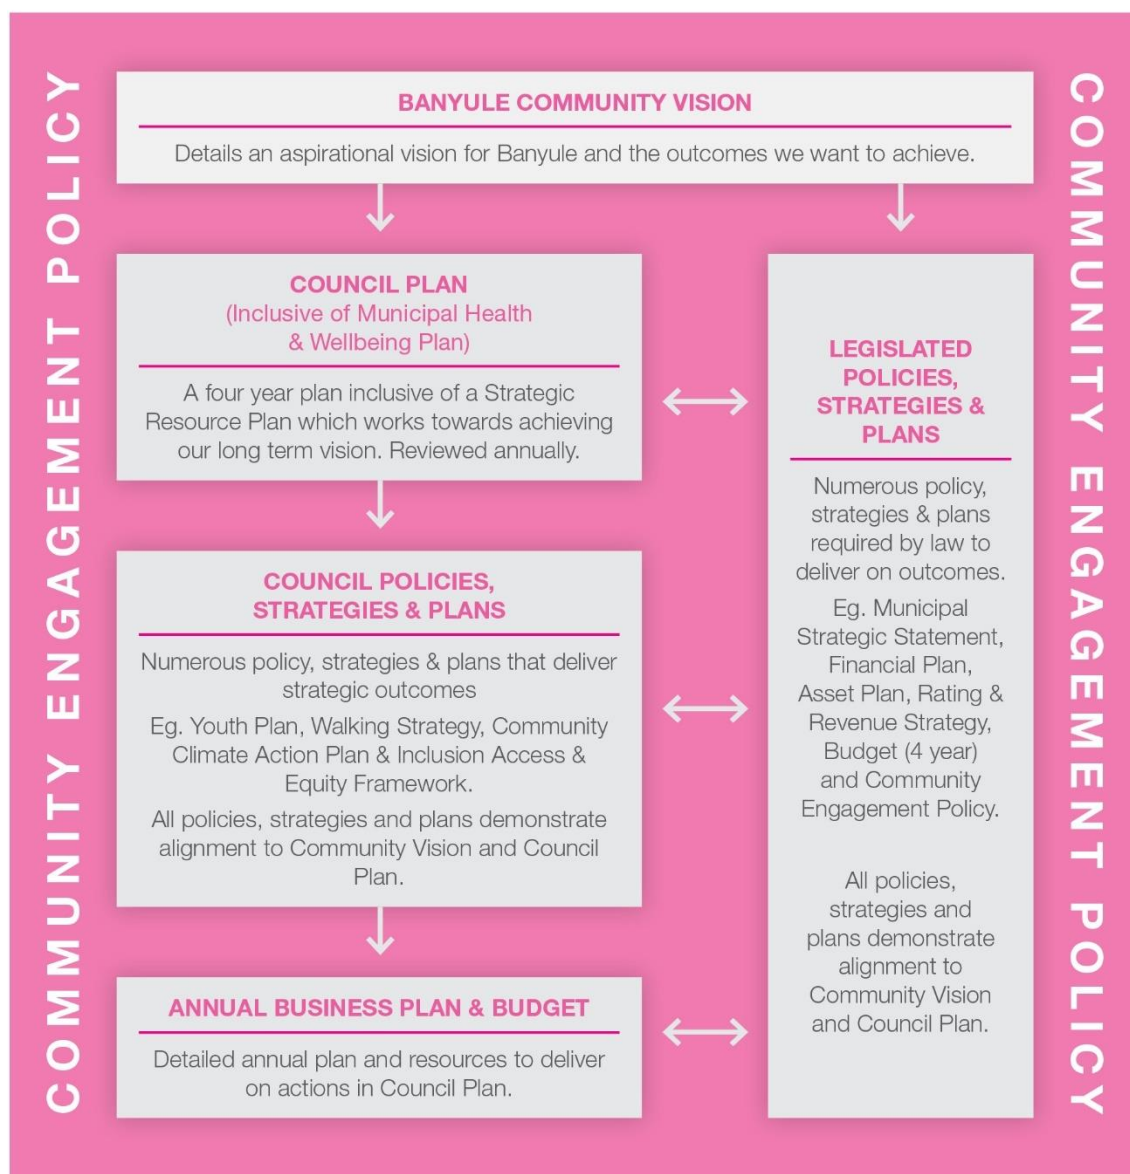 COMMUNITY ENGAGEMENT POLICY
BANYULE COMMUNITY VISION
Details an aspirational vision for Banyule and the outcomes we want to achieve.
COUNCIL PLAN
(Inclusive of Municipal Health
& Wellbeing Plan)
A four year plan inclusive of a Strategic
Resource Plan which works towards achieving
our long term vision. Reviewed annually.
COUNCIL POLICIES,
STRATEGIES & PLANS
Numerous policy, strategies & plans that deliver
strategic outcomes
Eg. Youth Plan, Walking Strategy, Community
Climate Action Plan & Inclusion Access &
Equity Framework.
All policies, strategies and plans demonstrate
alignment to Community Vision and Council
Plan.
ANNUAL BUSINESS PLAN & BUDGET
Detailed annual plan and resources to deliver
on actions in Council Plan.
LEGISLATED
POLICIES,
STRATEGIES &
PLANS
Numerous policy,
strategies & plans
required by law to
deliver on outcomes.
Eg. Municipal
Strategic Statement,
Financial Plan,
Asset Plan, Rating &
Revenue Strategy,
Budget (4 year)
and Community
Engagement Policy.
All policies,
strategies and
plans demonstrate
alignment to
Community Vision
and Council Plan.
COMMUNITY ENGAGEMENT POLICY